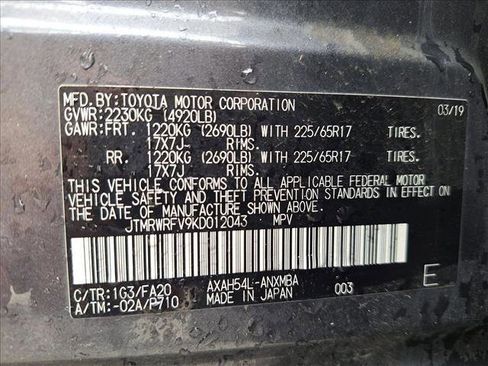 MFD.BY:TOYOTA MOTOR CORPORATION 03/19
GVWR:2230KG (4920LB)
GAWR:FRT. 1220KG (2690LB) WITH 225/65R17 TIRES.
17X7J- RIMS.
RR. 1220KG (2690LB) WITH 225/65R17 TIRES.
17X7J- RIMS.
THIS VEHICLE CONFORMS TO ALL APPLICABLE FEDERAL MOTOR
VEHICLE SAFETY AND THEFT PREVENTION STANDARDS IN EFFECT ON
THE DATE OF MANUFACTURE SHOWN ABOVE.
JTMRWRFV9KD012043 MPV
C/TR:1G3/FA20 AXAH54L-ANXMBA E
A/TM:-02A/P710 MADE IN JAPAN 003